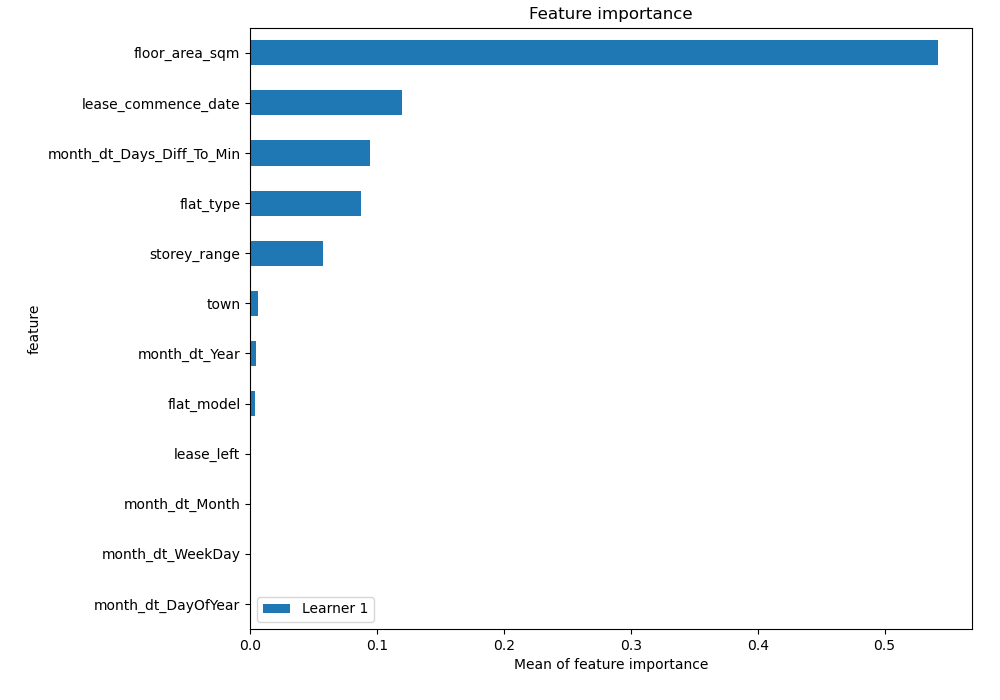 Feature importance
floor_area_sqm
lease_commence_date
month_dt_Days_Diff_To_Min
flat_type
storey_range
town
month_dt_Year
flat_model
lease_left
month_dt_Month
month_dt_WeekDay
month_dt_DayOfYear
feature
Learner 1
0.0 0.1 0.2 0.3 0.4 0.5
Mean of feature importance